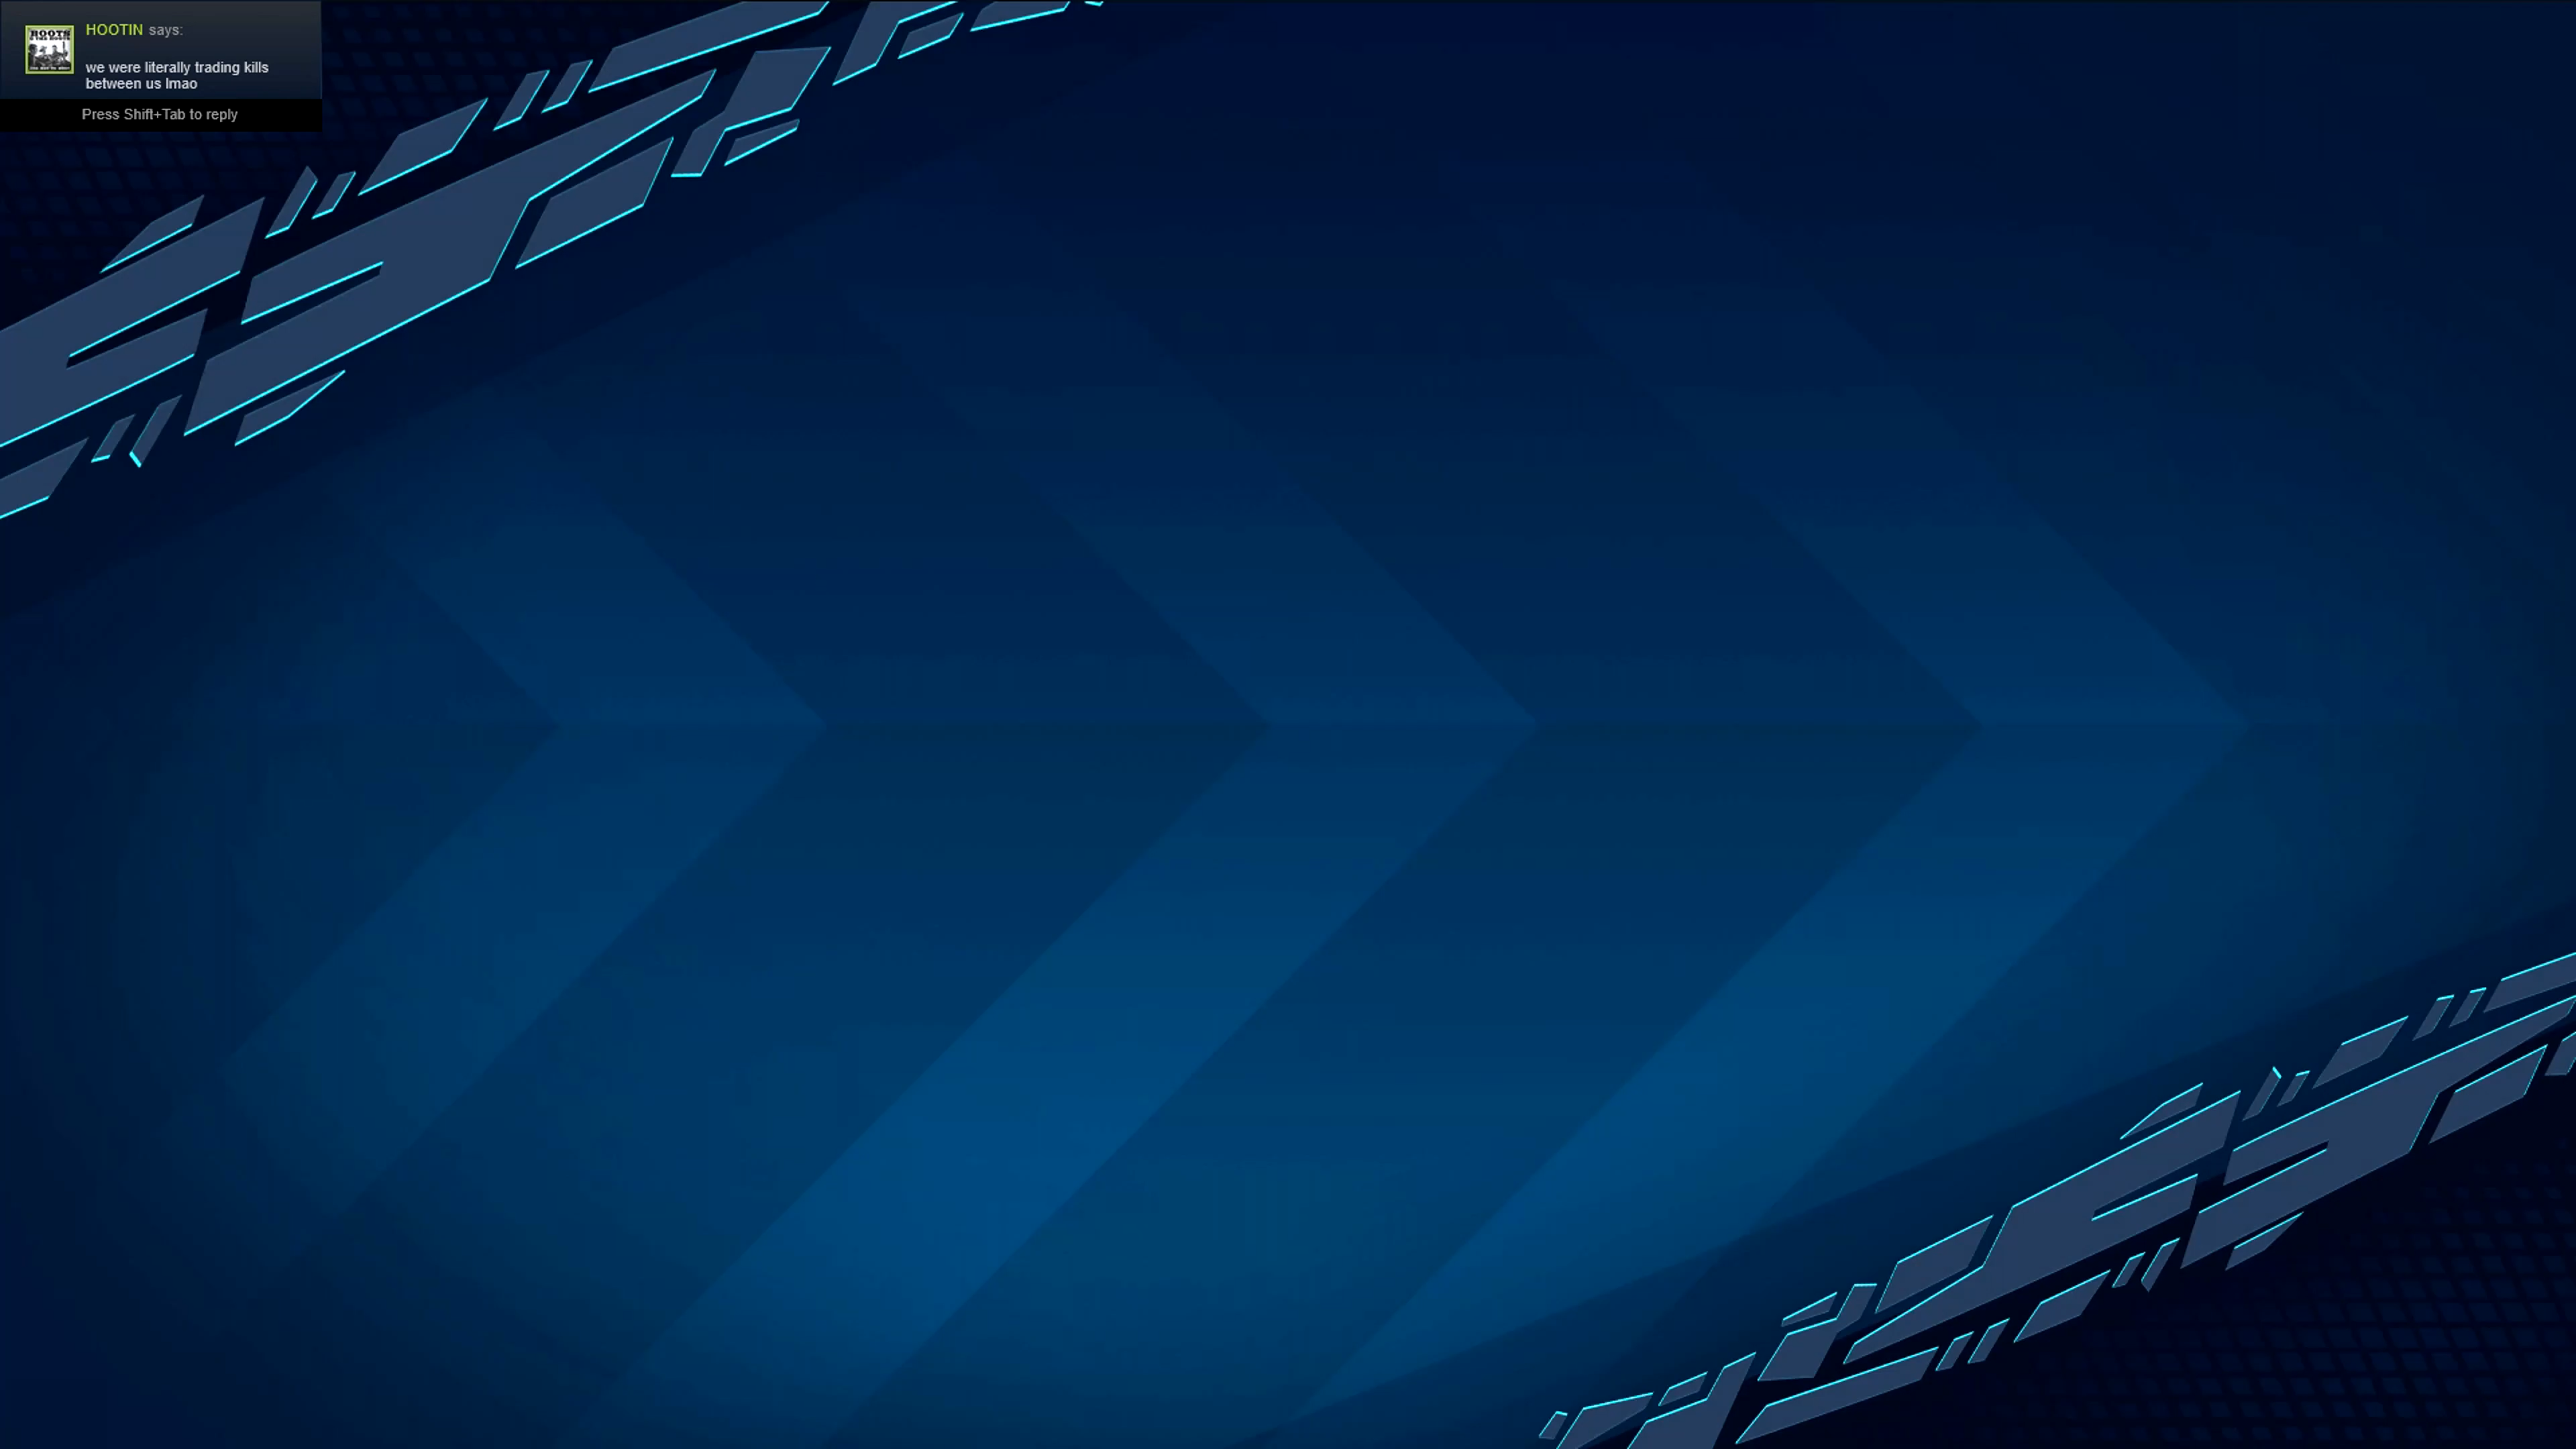 HOOTIN says:
we were literally trading kills
between us lmao
Press Shift+Tab to reply